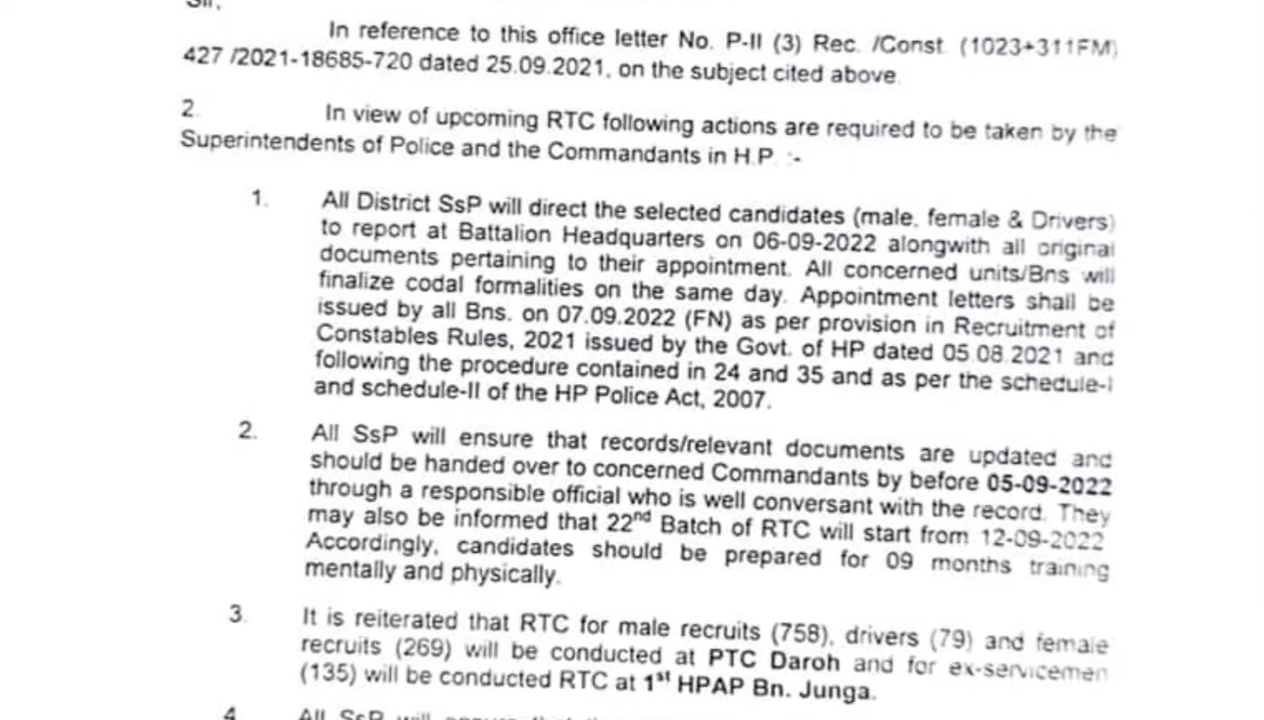 Sir,
In reference to this office letter No. P-II (3) Rec. /Const. (1023+311FM)
427 /2021-18685-720 dated 25.09.2021, on the subject cited above.
2. In view of upcoming RTC following actions are required to be taken by the
Superintendents of Police and the Commandants in H.P. :-
1. All District SsP will direct the selected candidates (male, female & Drivers)
to report at Battalion Headquarters on 06-09-2022 alongwith all original
documents pertaining to their appointment. All concerned units/Bns will
finalize codal formalities on the same day. Appointment letters shall be
issued by all Bns. on 07.09.2022 (FN) as per provision in Recruitment of
Constables Rules, 2021 issued by the Govt. of HP dated 05.08.2021 and
following the procedure contained in 24 and 35 and as per the schedule-I
and schedule-II of the HP Police Act, 2007.
2. All SsP will ensure that records/relevant documents are updated and
should be handed over to concerned Commandants by before 05-09-2022
through a responsible official who is well conversant with the record. They
may also be informed that 22nd Batch of RTC will start from 12-09-2022
Accordingly, candidates should be prepared for 09 months training
mentally and physically.
3. It is reiterated that RTC for male recruits (758), drivers (79) and female
recruits (269) will be conducted at PTC Daroh and for ex-servicemen
(135) will be conducted RTC at 1st HPAP Bn. Junga.
4. All SsP will ensure that the